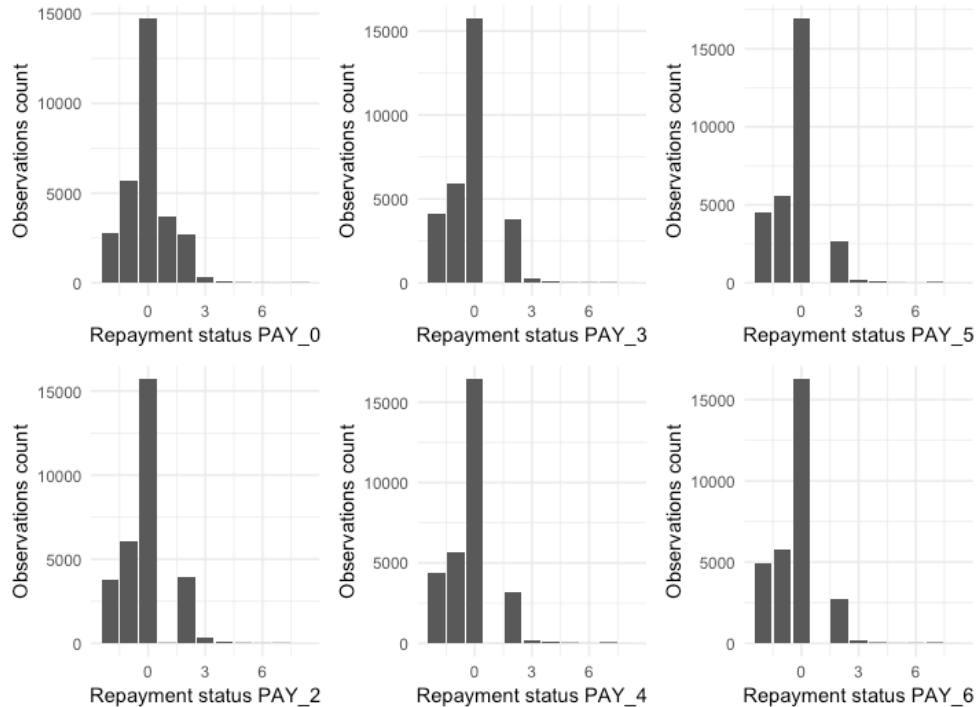 15000
10000
5000
0
Observations count
0 3 6
Repayment status PAY_0
15000
10000
5000
0
Observations count
0 3 6
Repayment status PAY_3
15000
10000
5000
0
Observations count
0 3 6
Repayment status PAY_5
15000
10000
5000
0
Observations count
0 3 6
Repayment status PAY_2
15000
10000
5000
0
Observations count
0 3 6
Repayment status PAY_4
15000
10000
5000
0
Observations count
0 3 6
Repayment status PAY_6